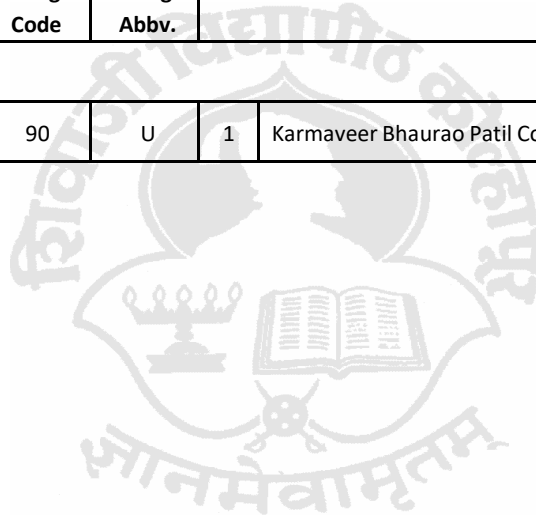 Code Abbv.
90 U 1 Karmaveer Bhaurao Patil Co
शिवाजी विद्यापीठ कोल्हापूर
ज्ञानमेवामृतम्